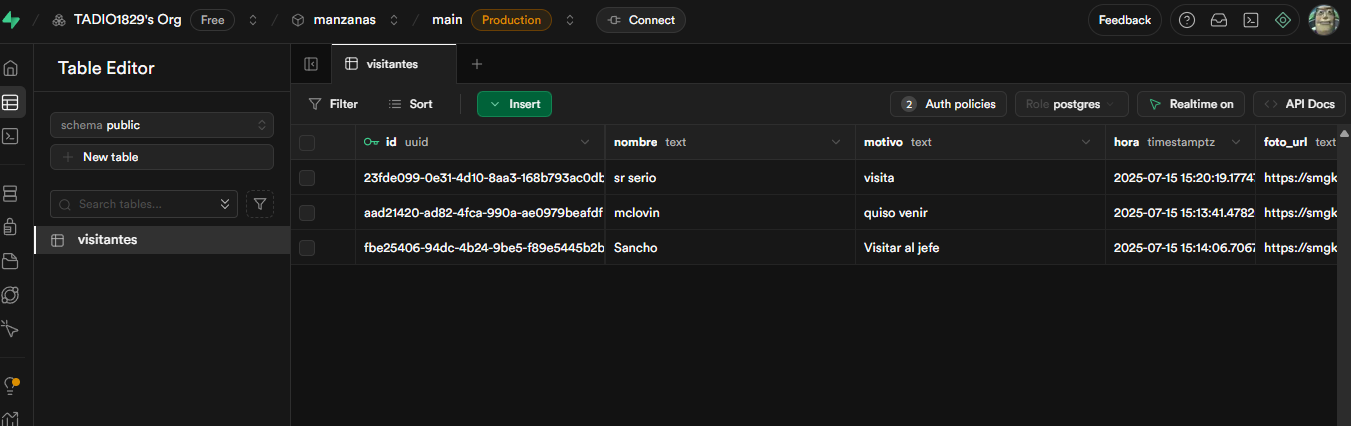 TADIO1829's Org Free / manzanas / main Production Connect Feedback
Table Editor
visitantes
Filter Sort Insert 2 Auth policies Role postgres Realtime on API Docs
schema public
New table
Search tables...
visitantes
id uuid nombre text motivo text hora timestamptz foto_url text
23fde099-0e31-4d10-8aa3-168b793ac0db sr serio visita 2025-07-15 15:20:19.1774 https://smgk
aad21420-ad82-4fca-990a-ae0979beafdf mclovin quiso venir 2025-07-15 15:13:41.4782 https://smgk
fbe25406-94dc-4b24-9be5-f89e5445b2b Sancho Visitar al jefe 2025-07-15 15:14:06.7067 https://smgk